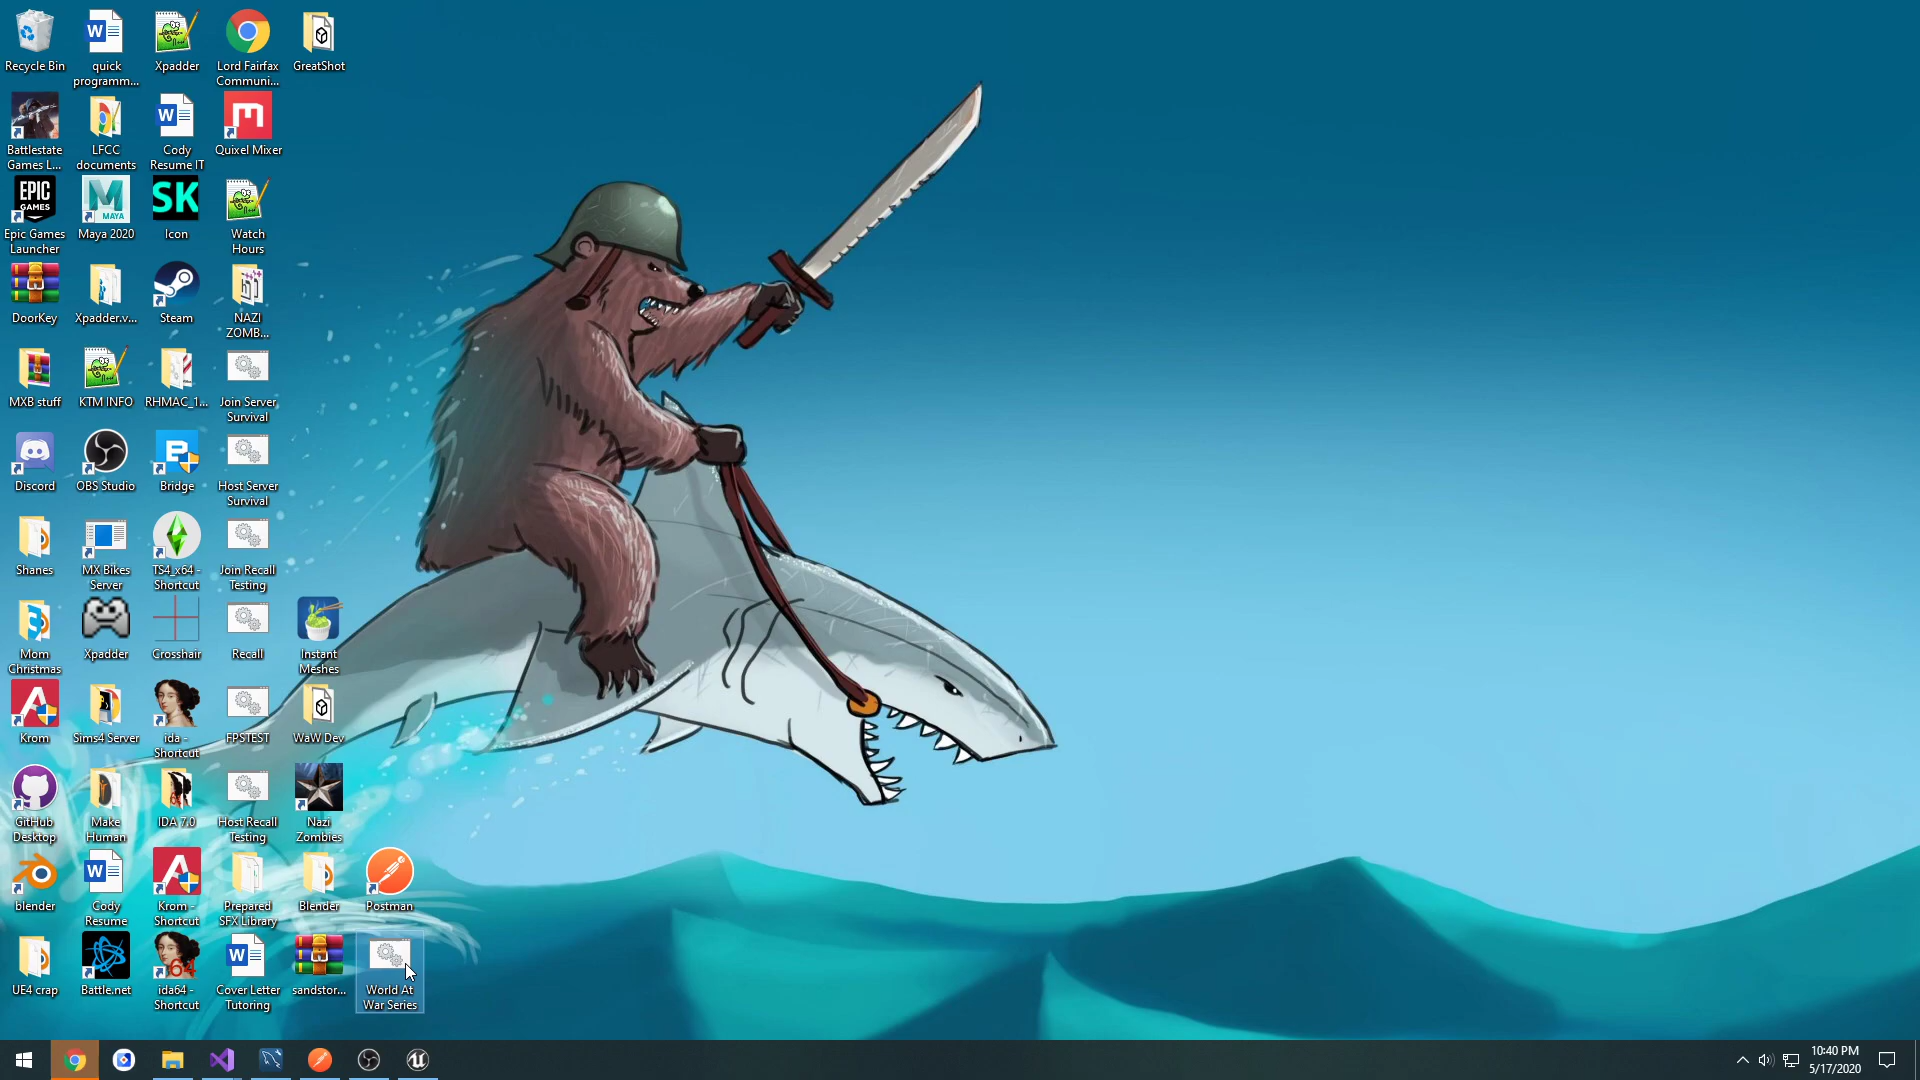 Recycle Bin
quick
programm...
Xpadder
Lord Fairfax
Communi...
GreatShot
Battlestate
Games L...
LFCC
documents
Cody
Resume IT
Quixel Mixer
EPIC
GAMES
Epic Games
Launcher
MAYA
Maya 2020
SK
Icon
Watch
Hours
DoorKey
Xpadder.v...
Steam
NAZI
ZOMB...
MXB stuff
KTM INFO
RHMAC_1...
Join Server
Survival
Discord
OBS Studio
Bridge
Host Server
Survival
Shanes
MX Bikes
Server
TS4_x64 -
Shortcut
Join Recall
Testing
Mom
Christmas
Xpadder
Crosshair
Recall
Instant
Meshes
Krom
Sims4 Server
ida -
Shortcut
FPSTEST
WaW Dev
GitHub
Desktop
Make
Human
IDA 7.0
Host Recall
Testing
Nazi
Zombies
blender
Cody
Resume
Krom -
Shortcut
Prepared
SFX Library
Blender
Postman
UE4 crap
Battle.net
64
ida64 -
Shortcut
Cover Letter
Tutoring
sandstor...
World At
War Series
10:40 PM
5/17/2020